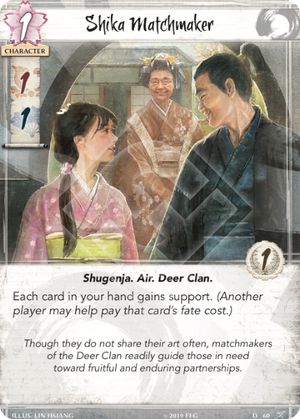 1
Shika Matchmaker
CHARACTER
1
1
1
Shugenja. Air. Deer Clan.
Each card in your hand gains support. (Another
player may help pay that card's fate cost.)
Though they do not share their art often, matchmakers
of the Deer Clan readily guide those in need
toward fruitful and enduring partnerships.
ILLUS. LIN HSIANG
© 2019 FFG
D 60